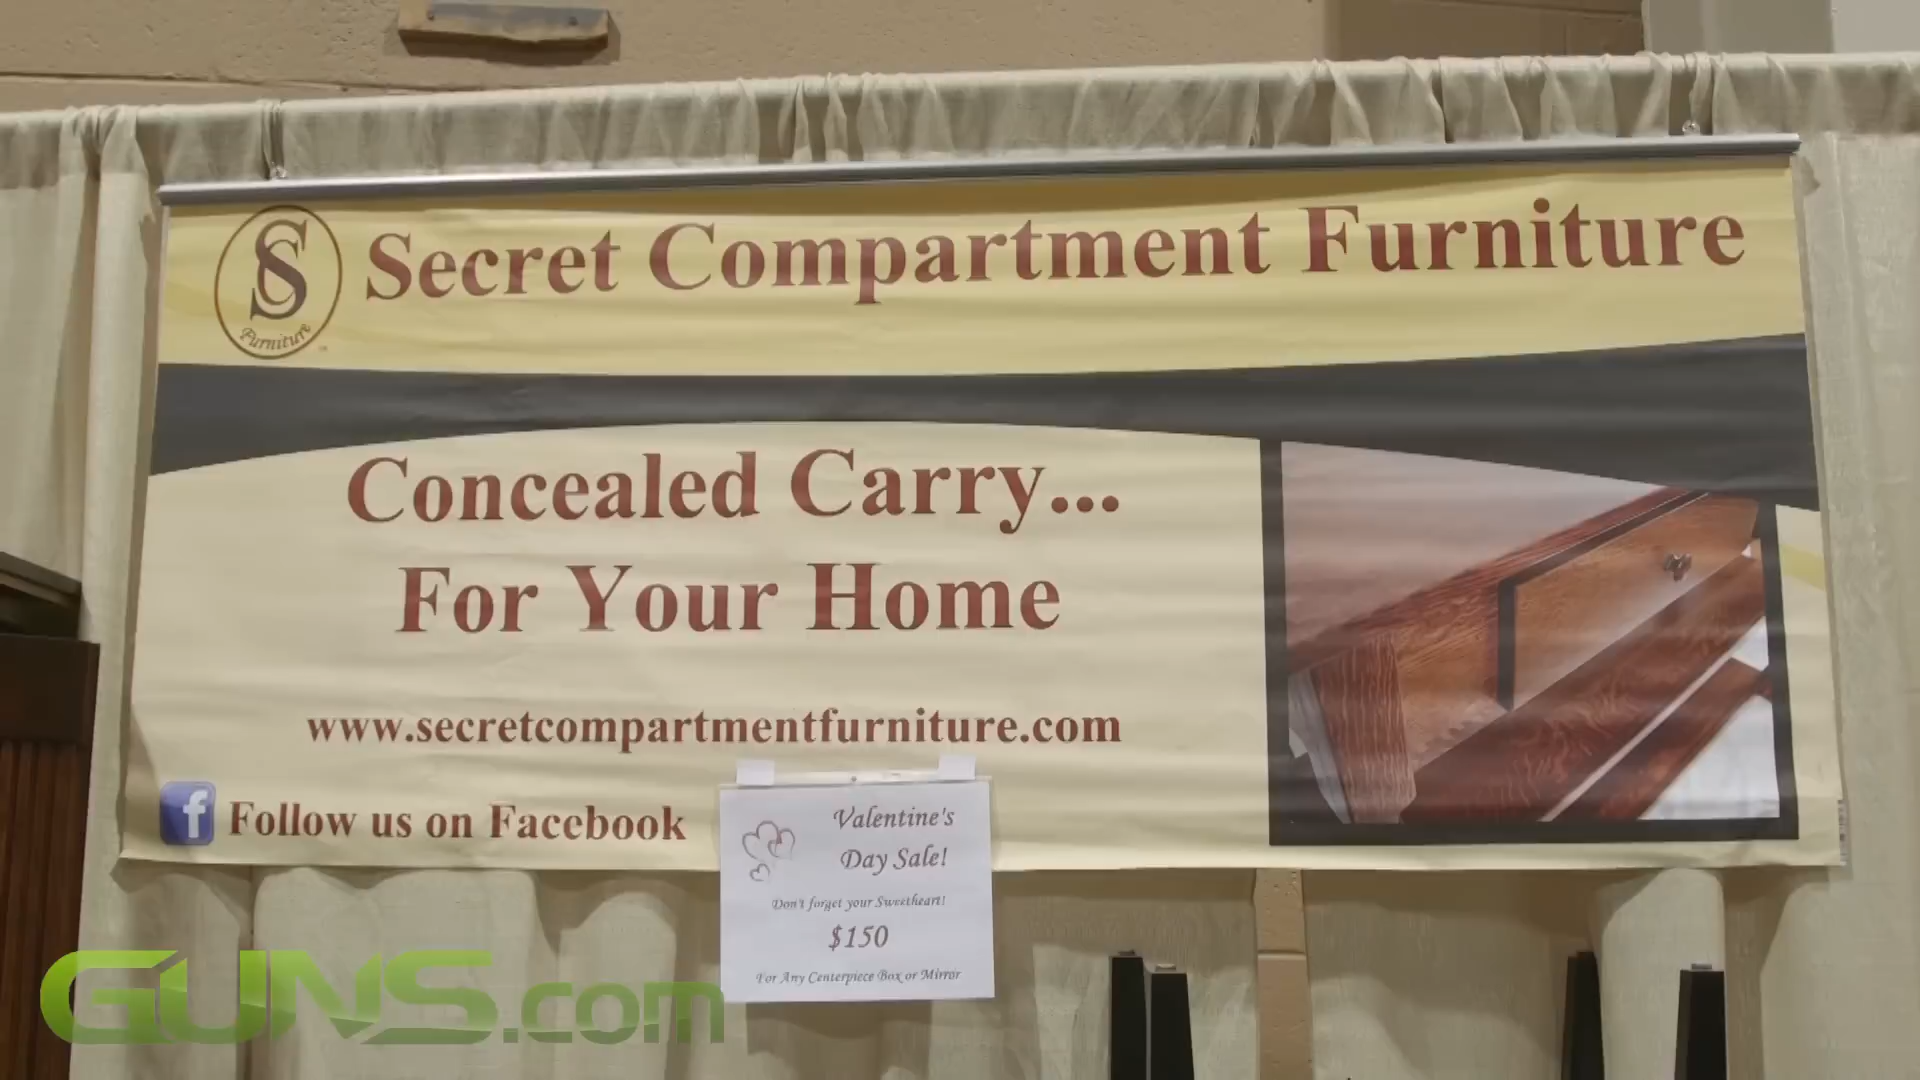 Secret Compartment Furniture
SC
Furniture
Concealed Carry...
For Your Home
www.secretcompartmentfurniture.com
f Follow us on Facebook
Valentine's
Day Sale!
Don't forget your Sweetheart!
$150
For Any Centerpiece Box or Mirror
GUNS.com